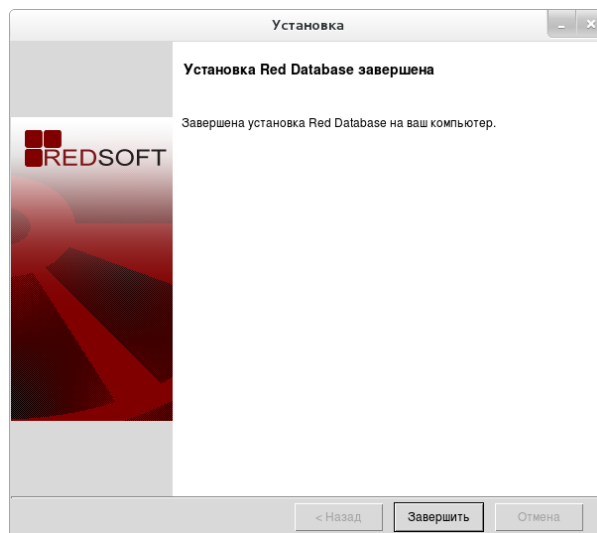 Установка
Установка Red Database завершена
Завершена установка Red Database на ваш компьютер.
REDSOFT
< Назад
Завершить
Отмена